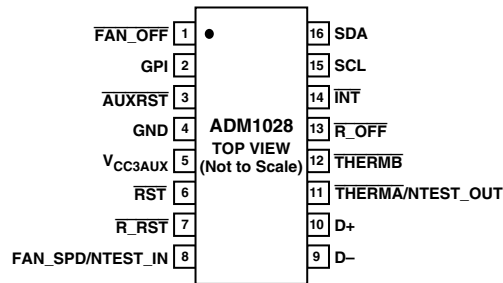 FAN_OFF 1
GPI 2
AUXRST 3
GND 4
VCC3AUX 5
RST 6
R_RST 7
FAN_SPD/NTEST_IN 8
ADM1028
TOP VIEW
(Not to Scale)
16 SDA
15 SCL
14 INT
13 R_OFF
12 THERMB
11 THERMA/NTEST_OUT
10 D+
9 D–